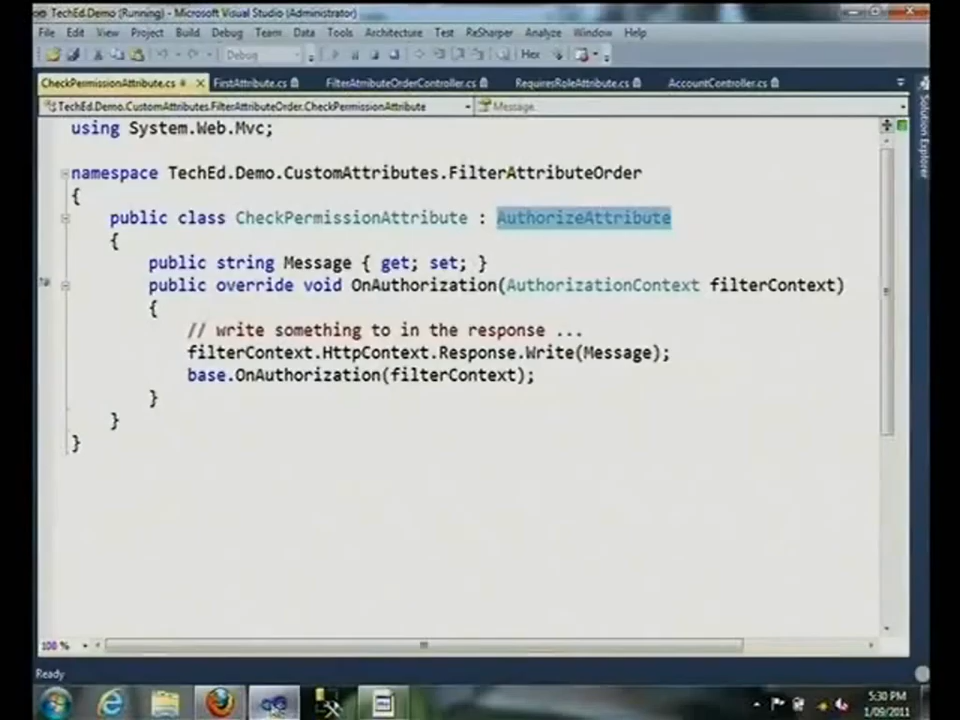 TechEd.Demo (Running) - Microsoft Visual Studio (Administrator)
File Edit View Project Build Debug Team Data Tools Architecture Test ReSharper Analyze Window Help
Debug Hex
CheckPermissionAttribute.cs FirstAttribute.cs FilterAttributeOrderController.cs RequiresRoleAttribute.cs AccountController.cs
TechEd.Demo.CustomAttributes.FilterAttributeOrder.CheckPermissionAttribute Message
Solution Explorer
using System.Web.Mvc;
namespace TechEd.Demo.CustomAttributes.FilterAttributeOrder
{
public class CheckPermissionAttribute : AuthorizeAttribute
{
public string Message { get; set; }
public override void OnAuthorization(AuthorizationContext filterContext)
{
// write something to in the response ...
filterContext.HttpContext.Response.Write(Message);
base.OnAuthorization(filterContext);
}
}
}
100 %
Ready
5:30 PM
1/09/2011